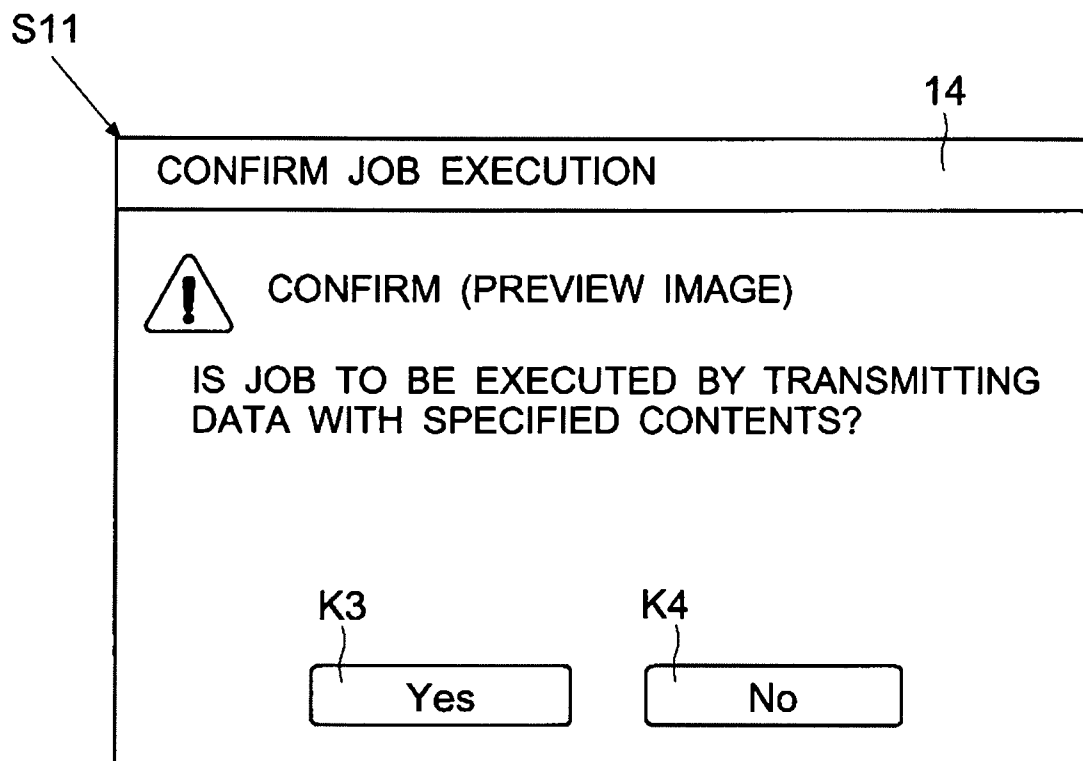 S11
14
CONFIRM JOB EXECUTION
!
CONFIRM (PREVIEW IMAGE)
IS JOB TO BE EXECUTED BY TRANSMITTING
DATA WITH SPECIFIED CONTENTS?
K3
K4
Yes
No